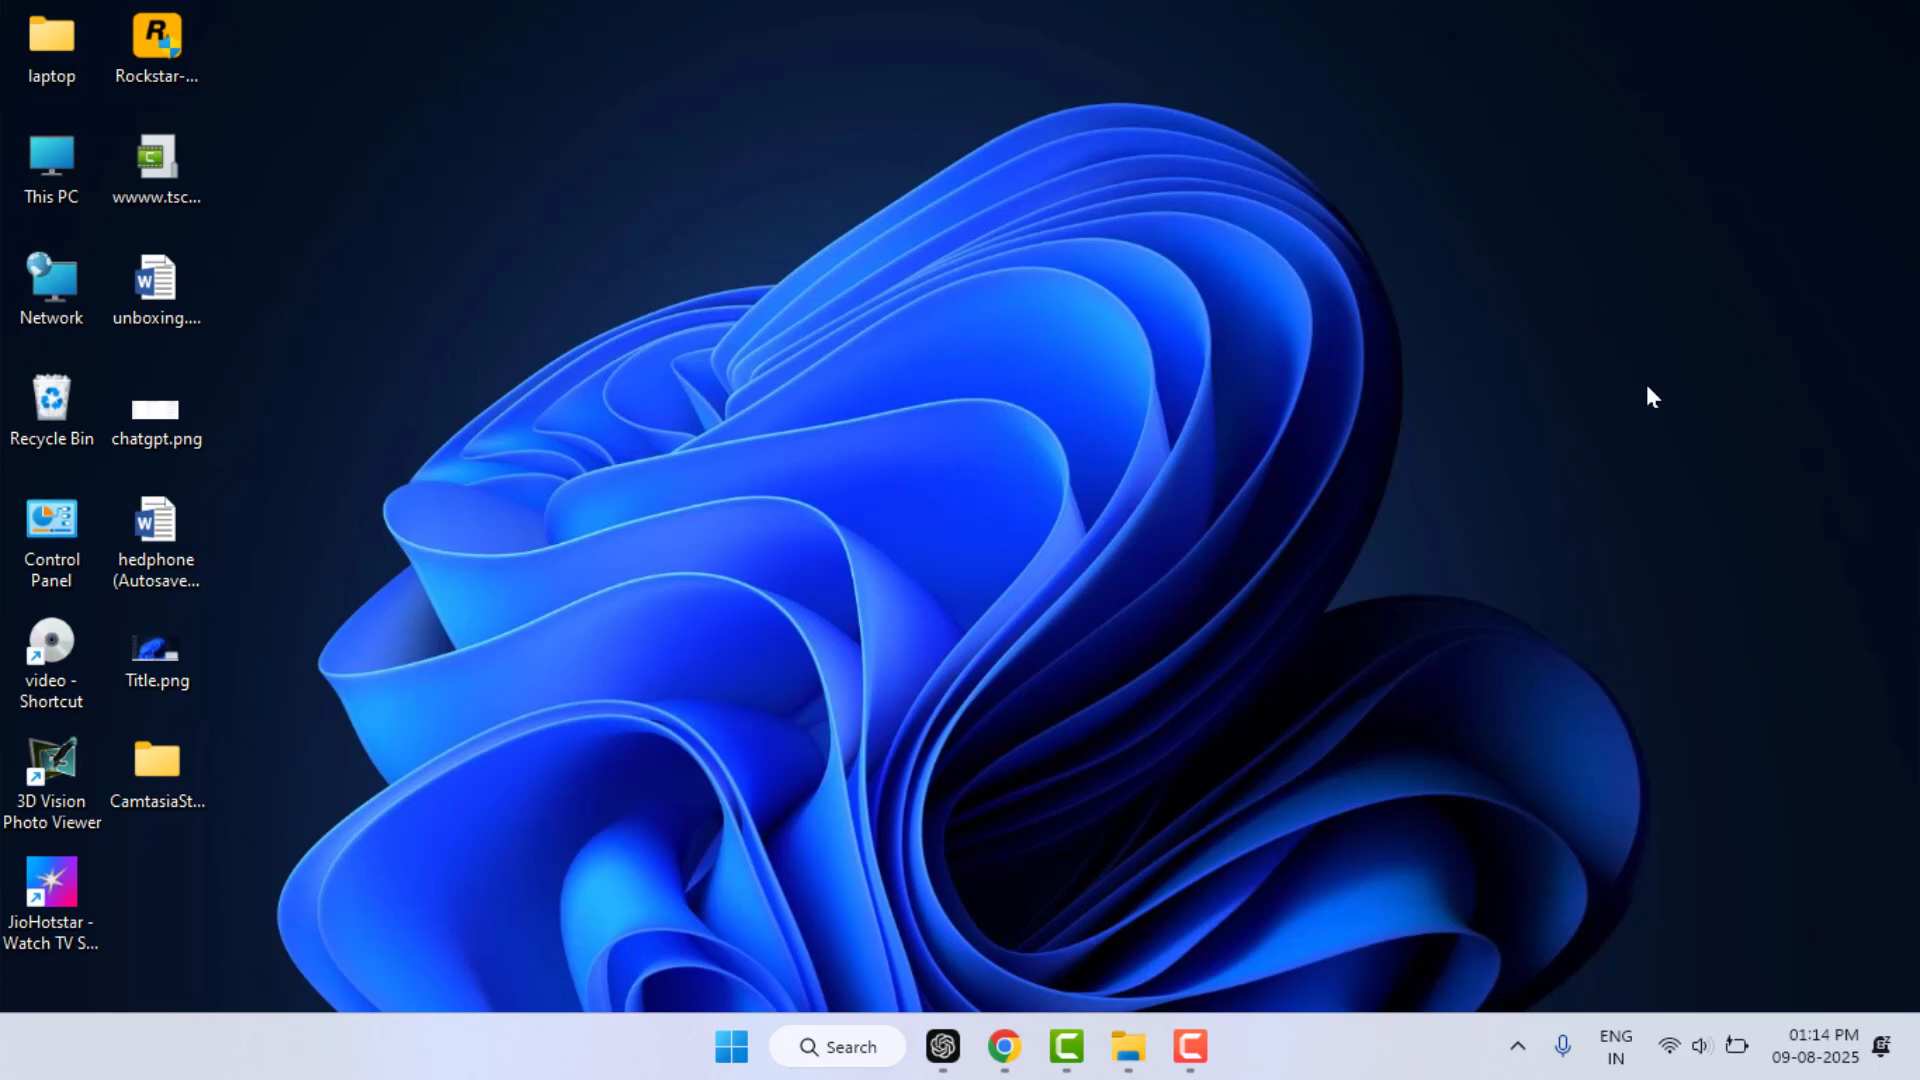 laptop
Rockstar-...
This PC
wwww.tsc...
Network
unboxing....
Recycle Bin
chatgpt.png
Control
Panel
hedphone
(Autosave...
video -
Shortcut
Title.png
3D Vision
Photo Viewer
CamtasiaSt...
JioHotstar -
Watch TV S...
Search
ENG
IN
01:14 PM
09-08-2025